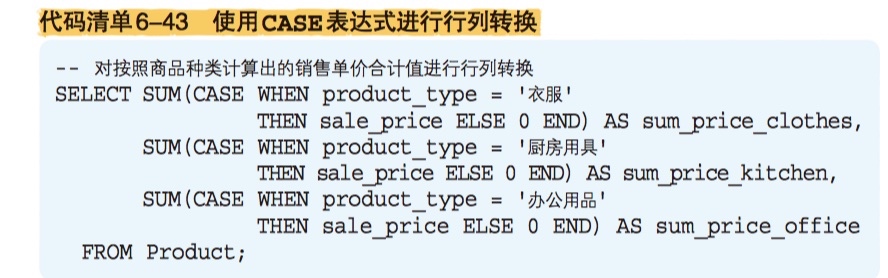 代码清单6–43 使用CASE表达式进行行列转换
-- 对按照商品种类计算出的销售单价合计值进行行列转换
SELECT SUM(CASE WHEN product_type = '衣服'
THEN sale_price ELSE 0 END) AS sum_price_clothes,
SUM(CASE WHEN product_type = '厨房用具'
THEN sale_price ELSE 0 END) AS sum_price_kitchen,
SUM(CASE WHEN product_type = '办公用品'
THEN sale_price ELSE 0 END) AS sum_price_office
FROM Product;